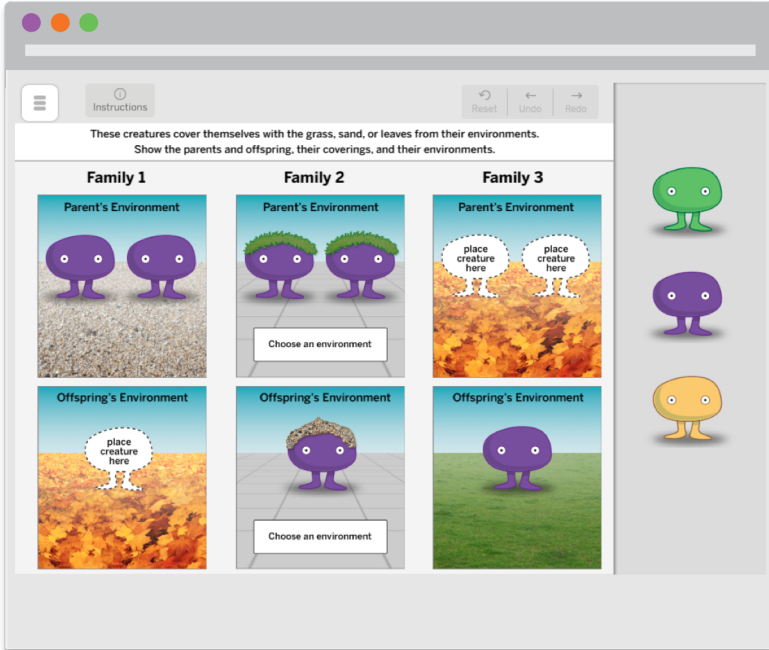 Instructions
Reset
Undo
Redo
These creatures cover themselves with the grass, sand, or leaves from their environments.
Show the parents and offspring, their coverings, and their environments.
Family 1
Family 2
Family 3
Parent's Environment
Parent's Environment
Parent's Environment
place
creature
here
place
creature
here
Choose an environment
Offspring's Environment
Offspring's Environment
Offspring's Environment
place
creature
here
Choose an environment